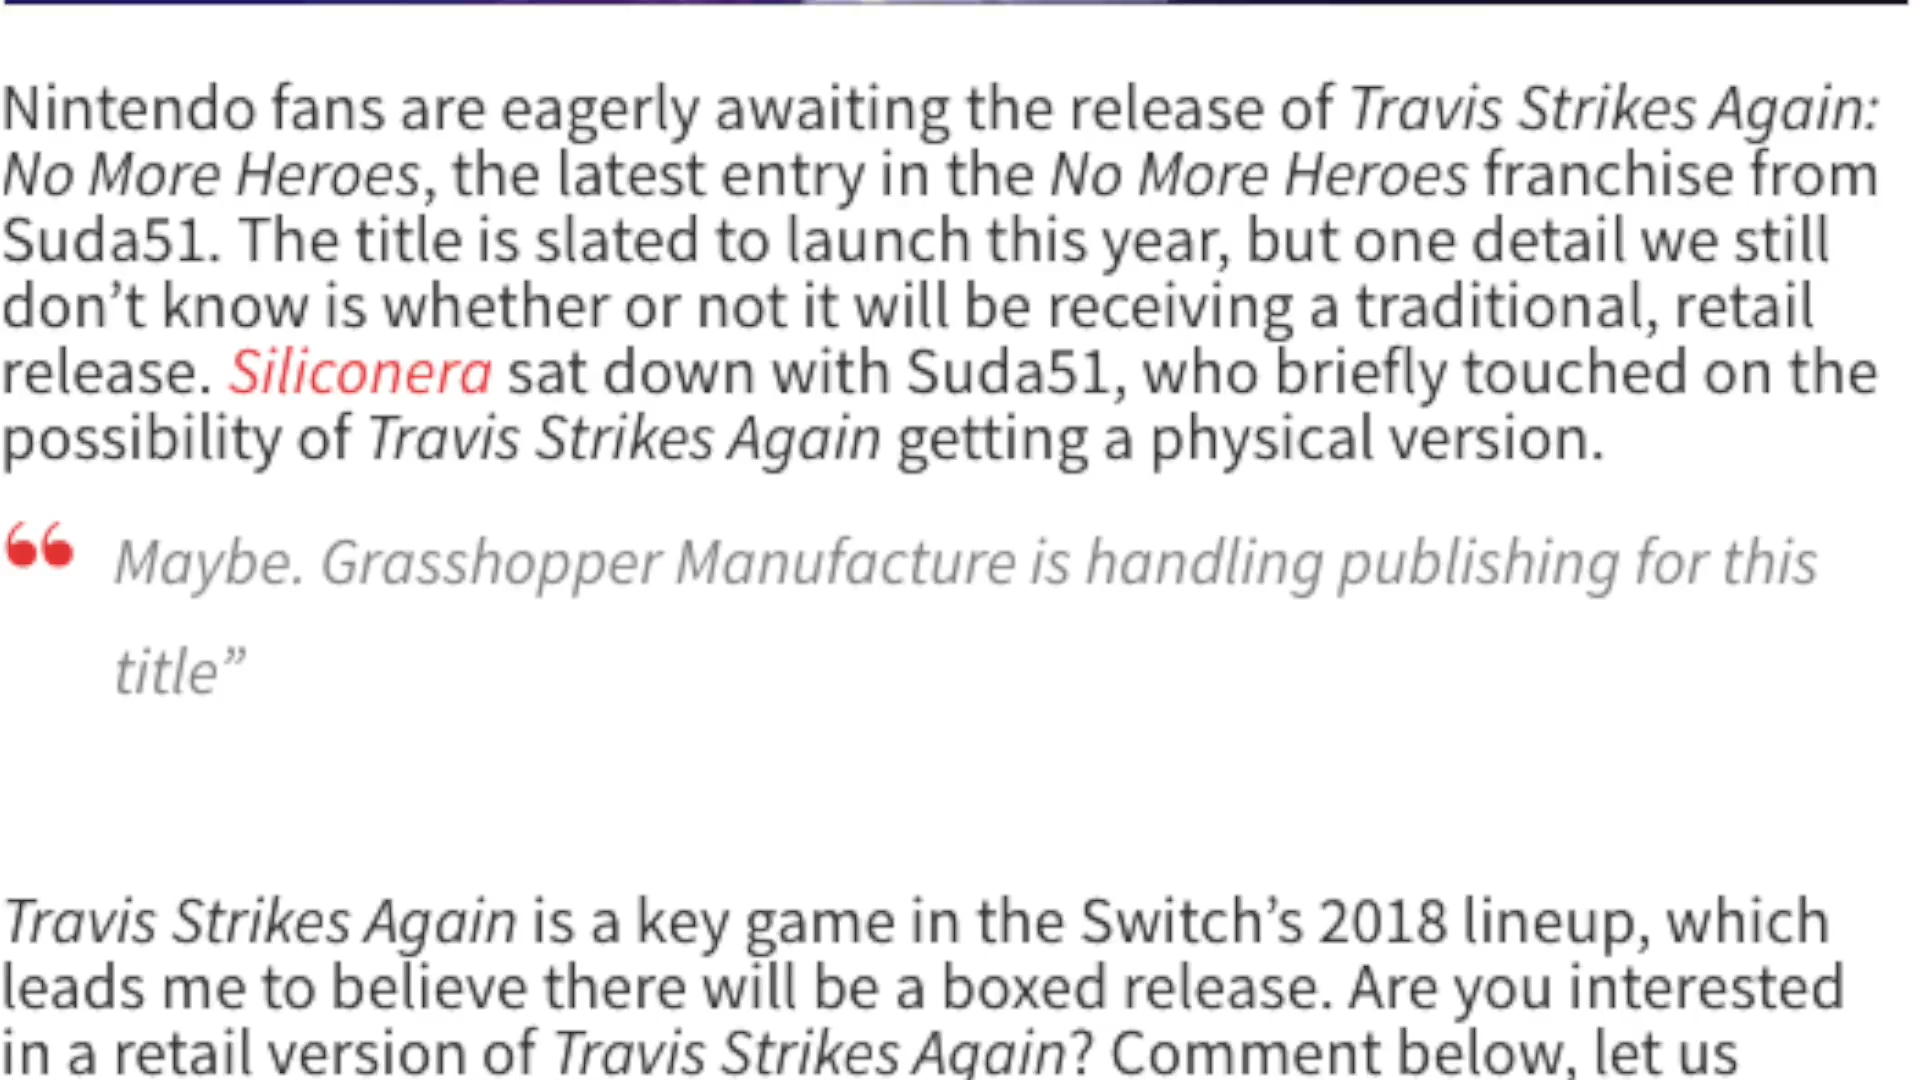 Nintendo fans are eagerly awaiting the release of Travis Strikes Again:
No More Heroes, the latest entry in the No More Heroes franchise from
Suda51. The title is slated to launch this year, but one detail we still
don’t know is whether or not it will be receiving a traditional, retail
release. Siliconera sat down with Suda51, who briefly touched on the
possibility of Travis Strikes Again getting a physical version.
“ Maybe. Grasshopper Manufacture is handling publishing for this
title”
Travis Strikes Again is a key game in the Switch’s 2018 lineup, which
leads me to believe there will be a boxed release. Are you interested
in a retail version of Travis Strikes Again? Comment below, let us